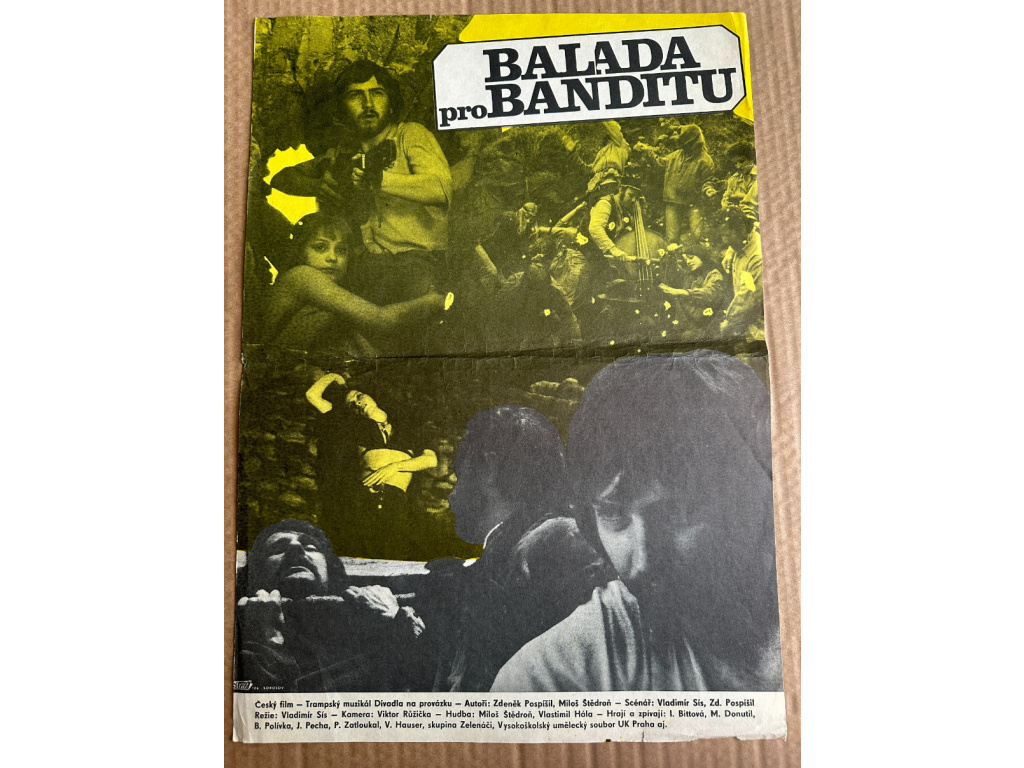 BALADA
pro BANDITU
Český film — Trampský muzikál Divadla na provázku — Autoři: Zdeněk Pospíšil, Miloš Štědroň — Scénář: Vladimír Sís, Zd. Pospíšil
Režie: Vladimír Sís — Kamera: Viktor Růžička — Hudba: Miloš Štědroň, Vlastimil Hála — Hrají a zpívají: I. Bittová, M. Donutil,
B. Polívka, J. Pecha, P. Zatloukal, V. Hauser, skupina Zelenáči, Vysokoškolský umělecký soubor UK Praha aj.